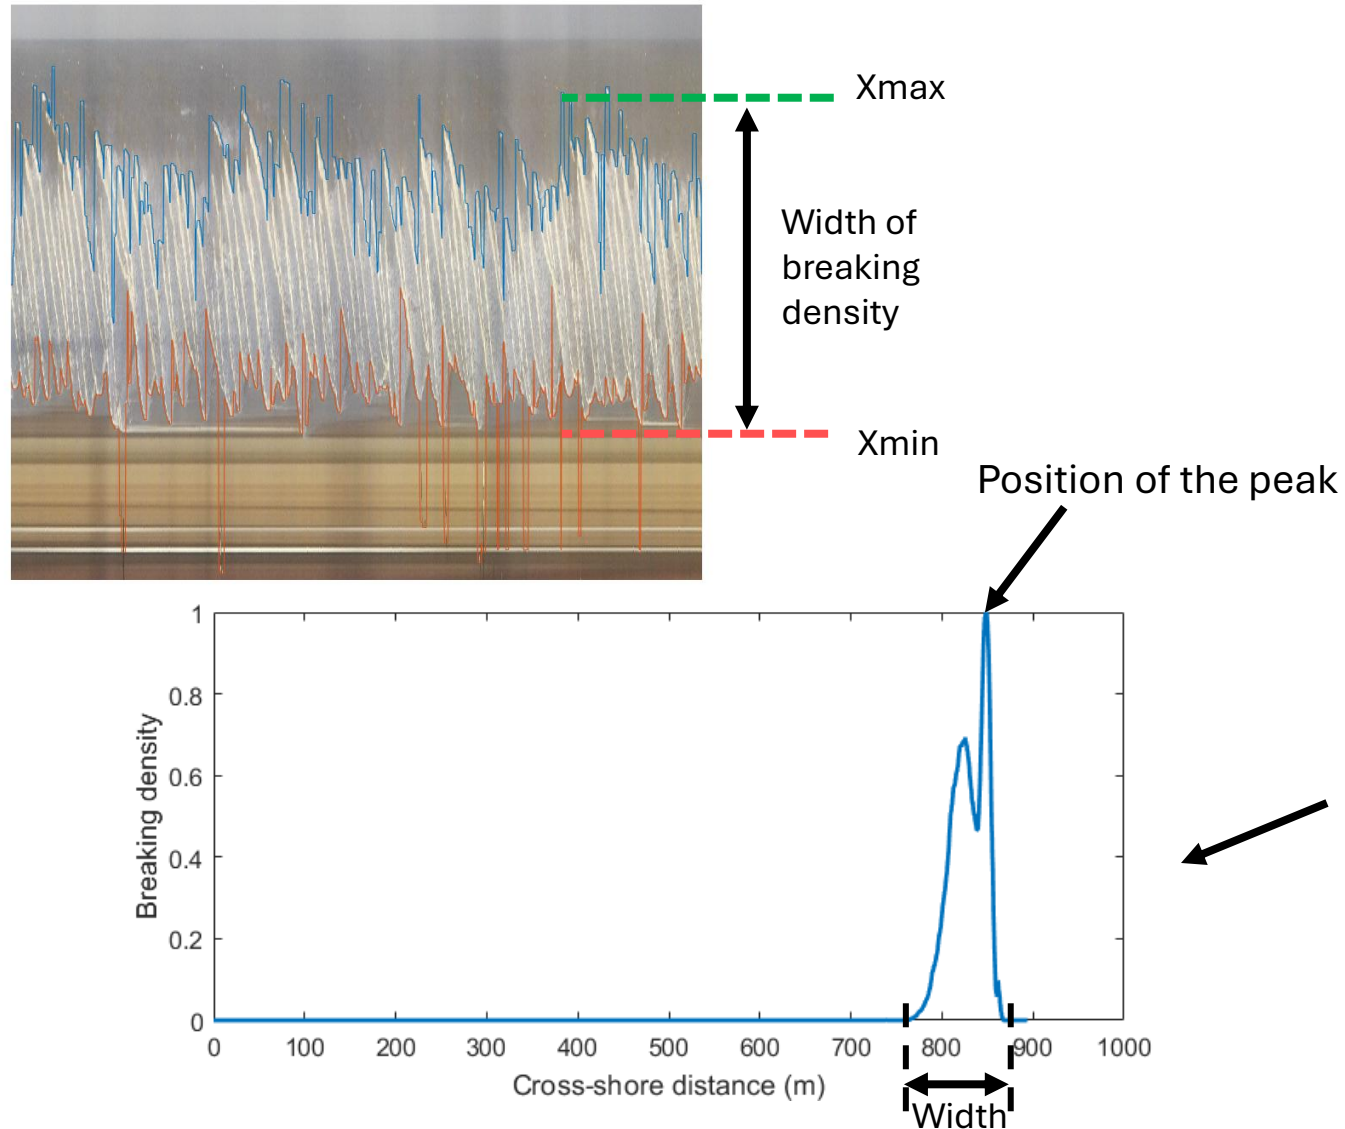 Xmax
Width of
breaking
density
Xmin
Position of the peak
1
0.8
0.6
0.4
0.2
0
Breaking density
0 100 200 300 400 500 600 700 800 900 1000
Cross-shore distance (m)
Width